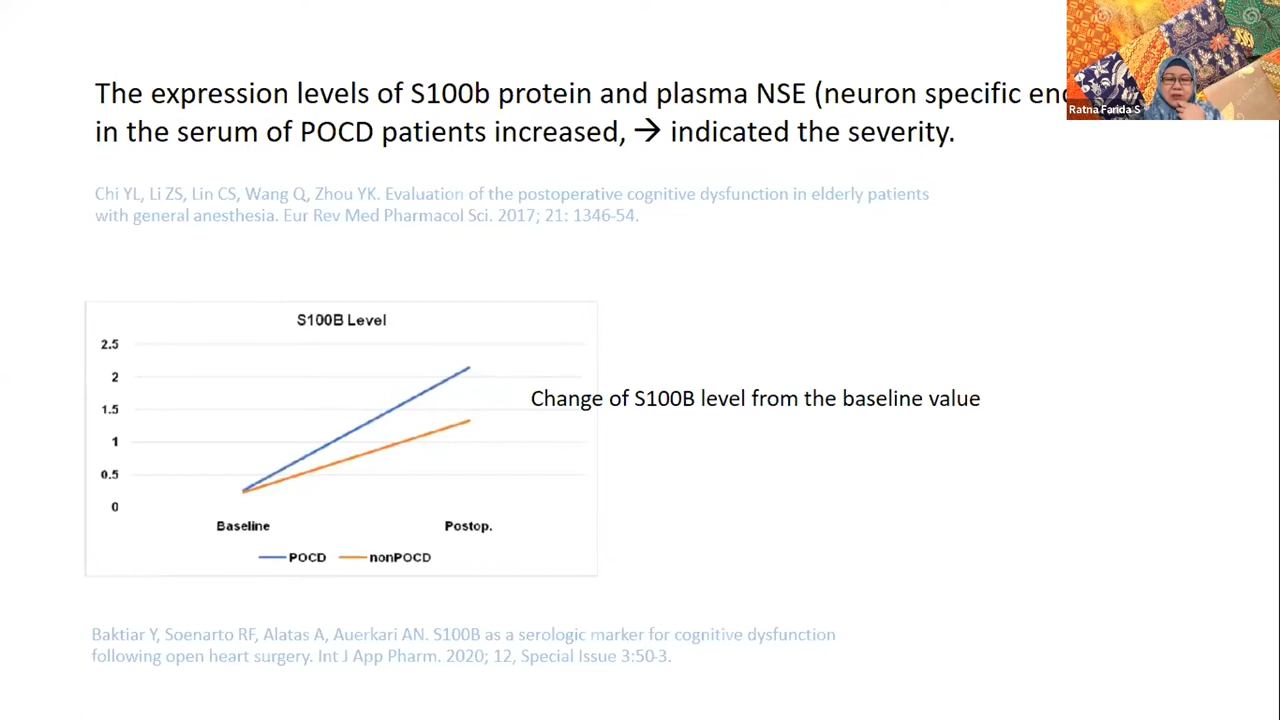 The expression levels of S100b protein and plasma NSE (neuron specific
in the serum of POCD patients increased, → indicated the severity.
Ratna Farida S
Chi YL, Li ZS, Lin CS, Wang Q, Zhou YK. Evaluation of the postoperative cognitive dysfunction in elderly patients
with general anesthesia. Eur Rev Med Pharmacol Sci. 2017; 21: 1346-54.
S100B Level
2.5
2
1.5
1
0.5
0
Baseline Postop.
POCD nonPOCD
Change of S100B level from the baseline value
Baktiar Y, Soenarto RF, Alatas A, Auerkari AN. S100B as a serologic marker for cognitive dysfunction
following open heart surgery. Int J App Pharm. 2020; 12, Special Issue 3:50-3.